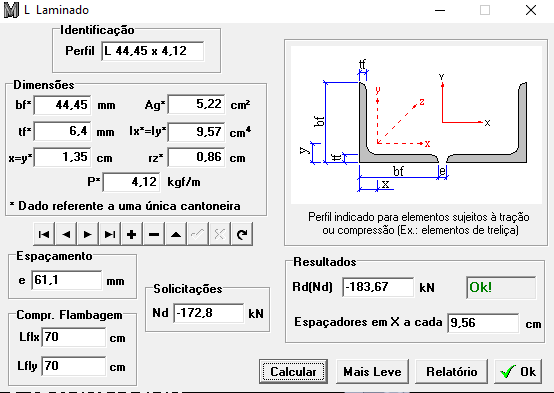 L Laminado
Identificação
Perfil L 44,45 x 4,12
Dimensões
bf* 44,45 mm Ag* 5,22 cm²
tf* 6,4 mm Ix*=Iy* 9,57 cm⁴
x=y* 1,35 cm rz* 0,86 cm
P* 4,12 kgf/m
* Dado referente a uma única cantoneira
tf
bf
y
z
x
Y
X
y
tf
bf
e
x
Perfil indicado para elementos sujeitos à tração
ou compressão (Ex.: elementos de treliça)
Espaçamento
e 61,1 mm
Compr. Flambagem
Lflx 70 cm
Lfly 70 cm
Solicitações
Nd -172,8 kN
Resultados
Rd(Nd) -183,67 kN Ok!
Espaçadores em X a cada 9,56 cm
Calcular Mais Leve Relatório Ok